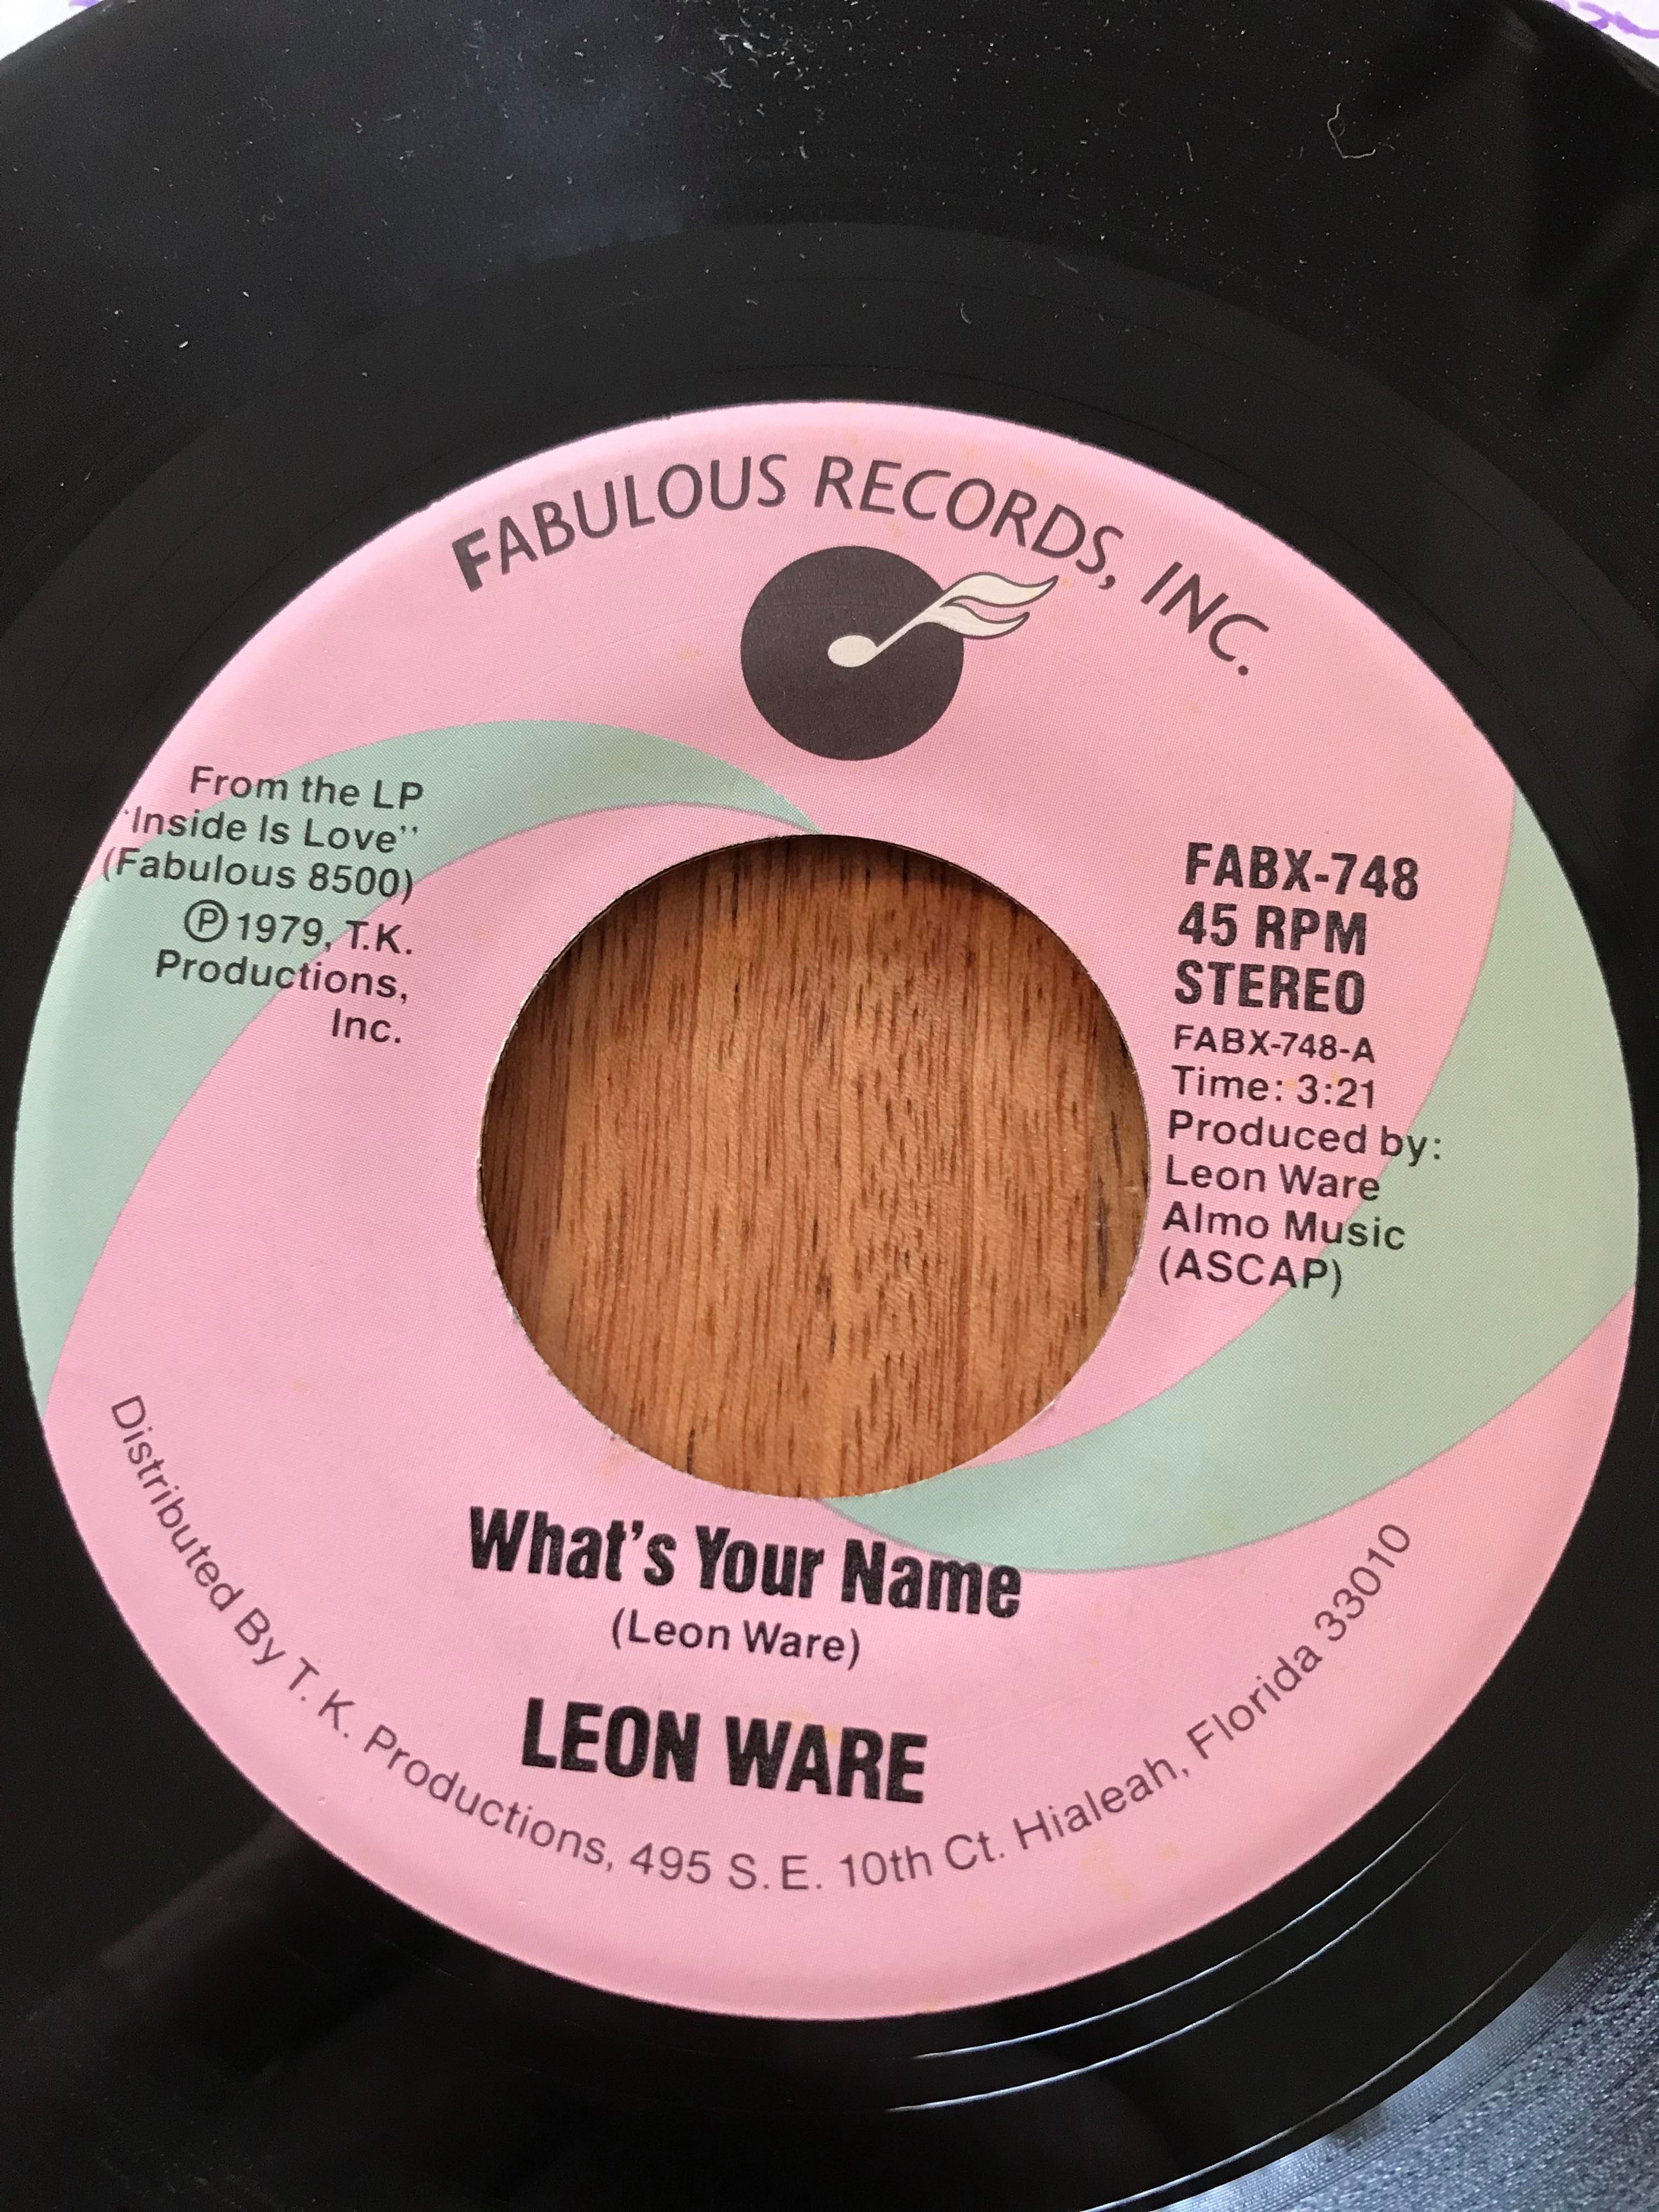 FABULOUS RECORDS, INC.
From the LP
"Inside Is Love"
(Fabulous 8500)
℗ 1979, T.K.
Productions,
Inc.
FABX-748
45 RPM
STEREO
FABX-748-A
Time: 3:21
Produced by:
Leon Ware
Almo Music
(ASCAP)
What's Your Name
(Leon Ware)
LEON WARE
Distributed By T. K. Productions, 495 S. E. 10th Ct. Hialeah, Florida 33010